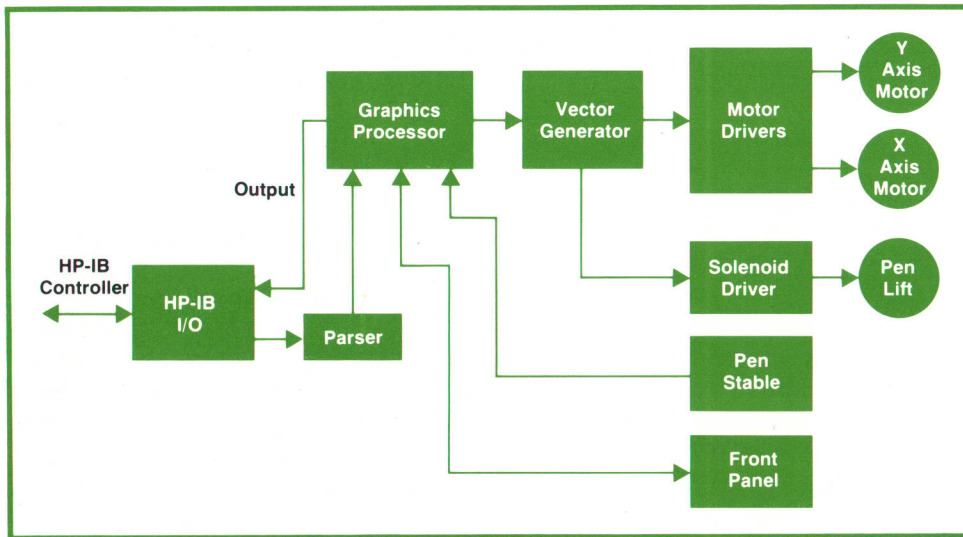 Graphics
Processor
Vector
Generator
Motor
Drivers
Y
Axis
Motor
X
Axis
Motor
Output
HP-IB
Controller
HP-IB
I/O
Parser
Solenoid
Driver
Pen
Lift
Pen
Stable
Front
Panel